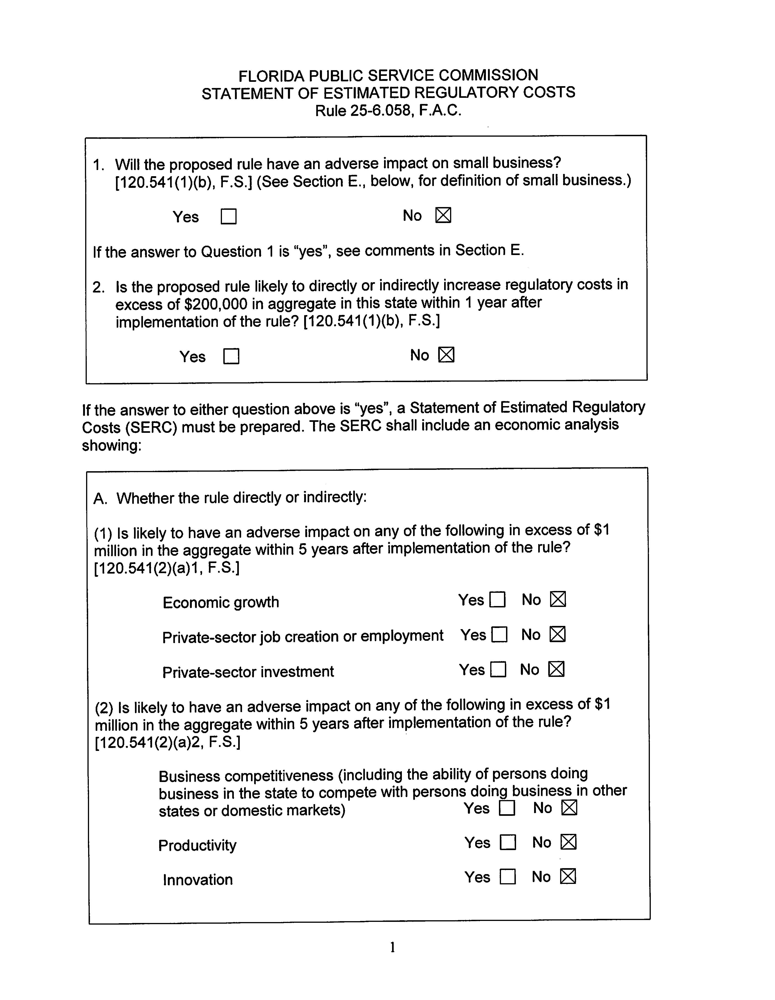 FLORIDA PUBLIC SERVICE COMMISSION
STATEMENT OF ESTIMATED REGULATORY COSTS
Rule 25-6.058, F.A.C.
1. Will the proposed rule have an adverse impact on small business?
[120.541(1)(b), F.S.] (See Section E., below, for definition of small business.)
Yes ☐ No ☒
If the answer to Question 1 is “yes”, see comments in Section E.
2. Is the proposed rule likely to directly or indirectly increase regulatory costs in
excess of $200,000 in aggregate in this state within 1 year after
implementation of the rule? [120.541(1)(b), F.S.]
Yes ☐ No ☒
If the answer to either question above is “yes”, a Statement of Estimated Regulatory
Costs (SERC) must be prepared. The SERC shall include an economic analysis
showing:
A. Whether the rule directly or indirectly:
(1) Is likely to have an adverse impact on any of the following in excess of $1
million in the aggregate within 5 years after implementation of the rule?
[120.541(2)(a)1, F.S.]
Economic growth Yes ☐ No ☒
Private-sector job creation or employment Yes ☐ No ☒
Private-sector investment Yes ☐ No ☒
(2) Is likely to have an adverse impact on any of the following in excess of $1
million in the aggregate within 5 years after implementation of the rule?
[120.541(2)(a)2, F.S.]
Business competitiveness (including the ability of persons doing
business in the state to compete with persons doing business in other
states or domestic markets) Yes ☐ No ☒
Productivity Yes ☐ No ☒
Innovation Yes ☐ No ☒
1